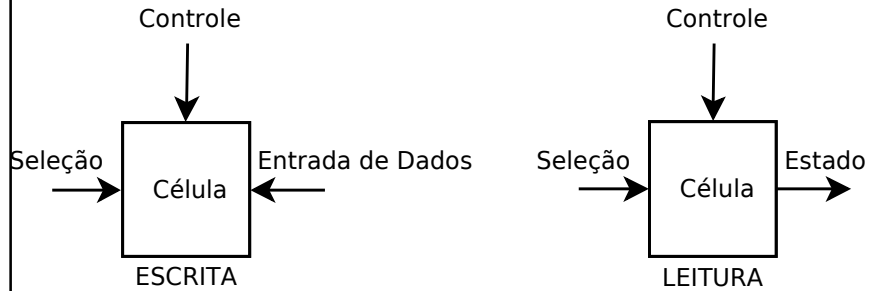 Controle
Seleção
Célula
Entrada de Dados
ESCRITA
Controle
Seleção
Célula
Estado
LEITURA